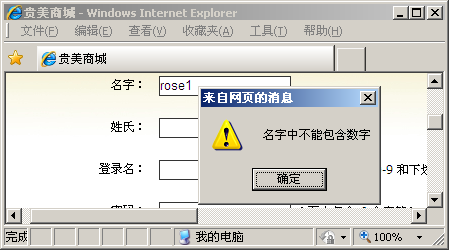 贵美商城 - Windows Internet Explorer
文件(F) 编辑(E) 查看(V) 收藏夹(A) 工具(T) 帮助(H)
贵美商城
名字： rose1
来自网页的消息
姓氏：
名字中不能包含数字
登录名：
-9 和下划
确定
完成
我的电脑
100%